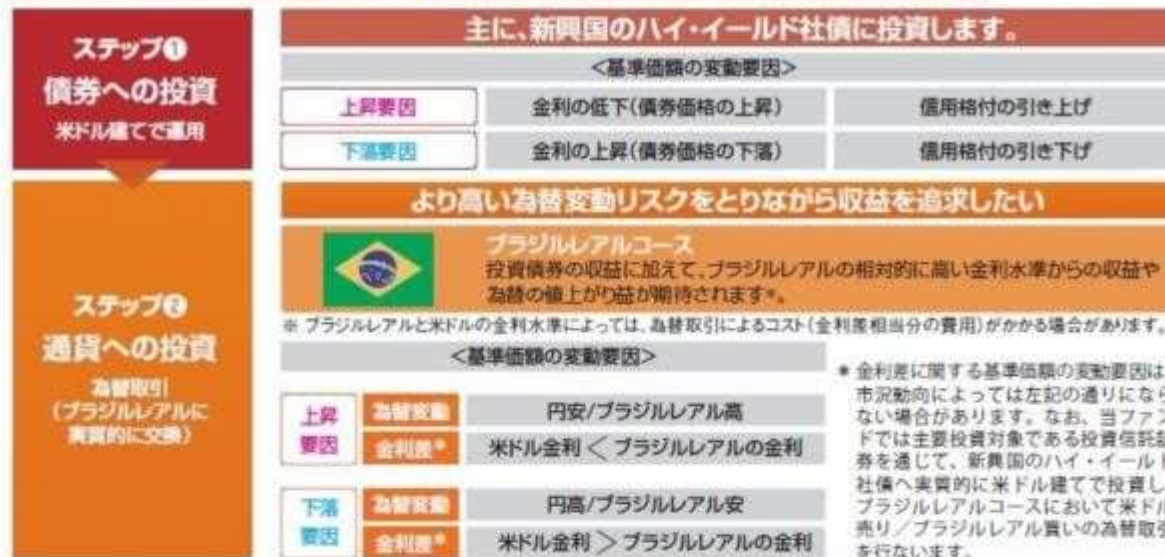 ステップ❶
債券への投資
米ドル建てで運用
主に、新興国のハイ・イールド社債に投資します。
<基準価額の変動要因>
上昇要因 金利の低下(債券価格の上昇) 信用格付の引き上げ
下落要因 金利の上昇(債券価格の下落) 信用格付の引き下げ
ステップ❷
通貨への投資
為替取引
(ブラジルレアルに
実質的に交換)
より高い為替変動リスクをとりながら収益を追求したい
ブラジルレアルコース
投資債券の収益に加えて、ブラジルレアルの相対的に高い金利水準からの収益や
為替の値上がり益が期待されます※。
※ ブラジルレアルと米ドルの金利水準によっては、為替取引によるコスト(金利差相当分の費用)がかかる場合があります。
<基準価額の変動要因>
上昇
要因
為替変動 円安/ブラジルレアル高
金利差* 米ドル金利 < ブラジルレアルの金利
下落
要因
為替変動 円高/ブラジルレアル安
金利差* 米ドル金利 > ブラジルレアルの金利
* 金利差に関する基準価額の変動要因は
市況動向によっては左記の通りになら
ない場合があります。なお、当ファン
ドでは主要投資対象である投資信託証
券を通じて、新興国のハイ・イールド
社債へ実質的に米ドル建てで投資し
ブラジルレアルコースにおいて米ドル
売り/ブラジルレアル買いの為替取引
を行ないます。